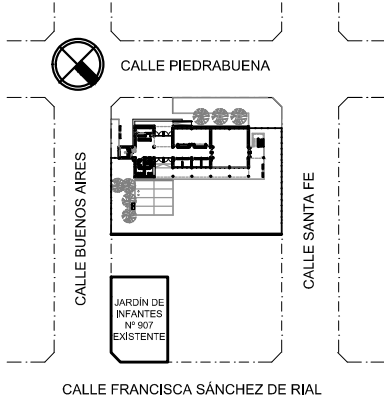 CALLE PIEDRABUENA
CALLE BUENOS AIRES
CALLE SANTA FE
JARDÍN DE
INFANTES
Nº 907
EXISTENTE
CALLE FRANCISCA SÁNCHEZ DE RIAL